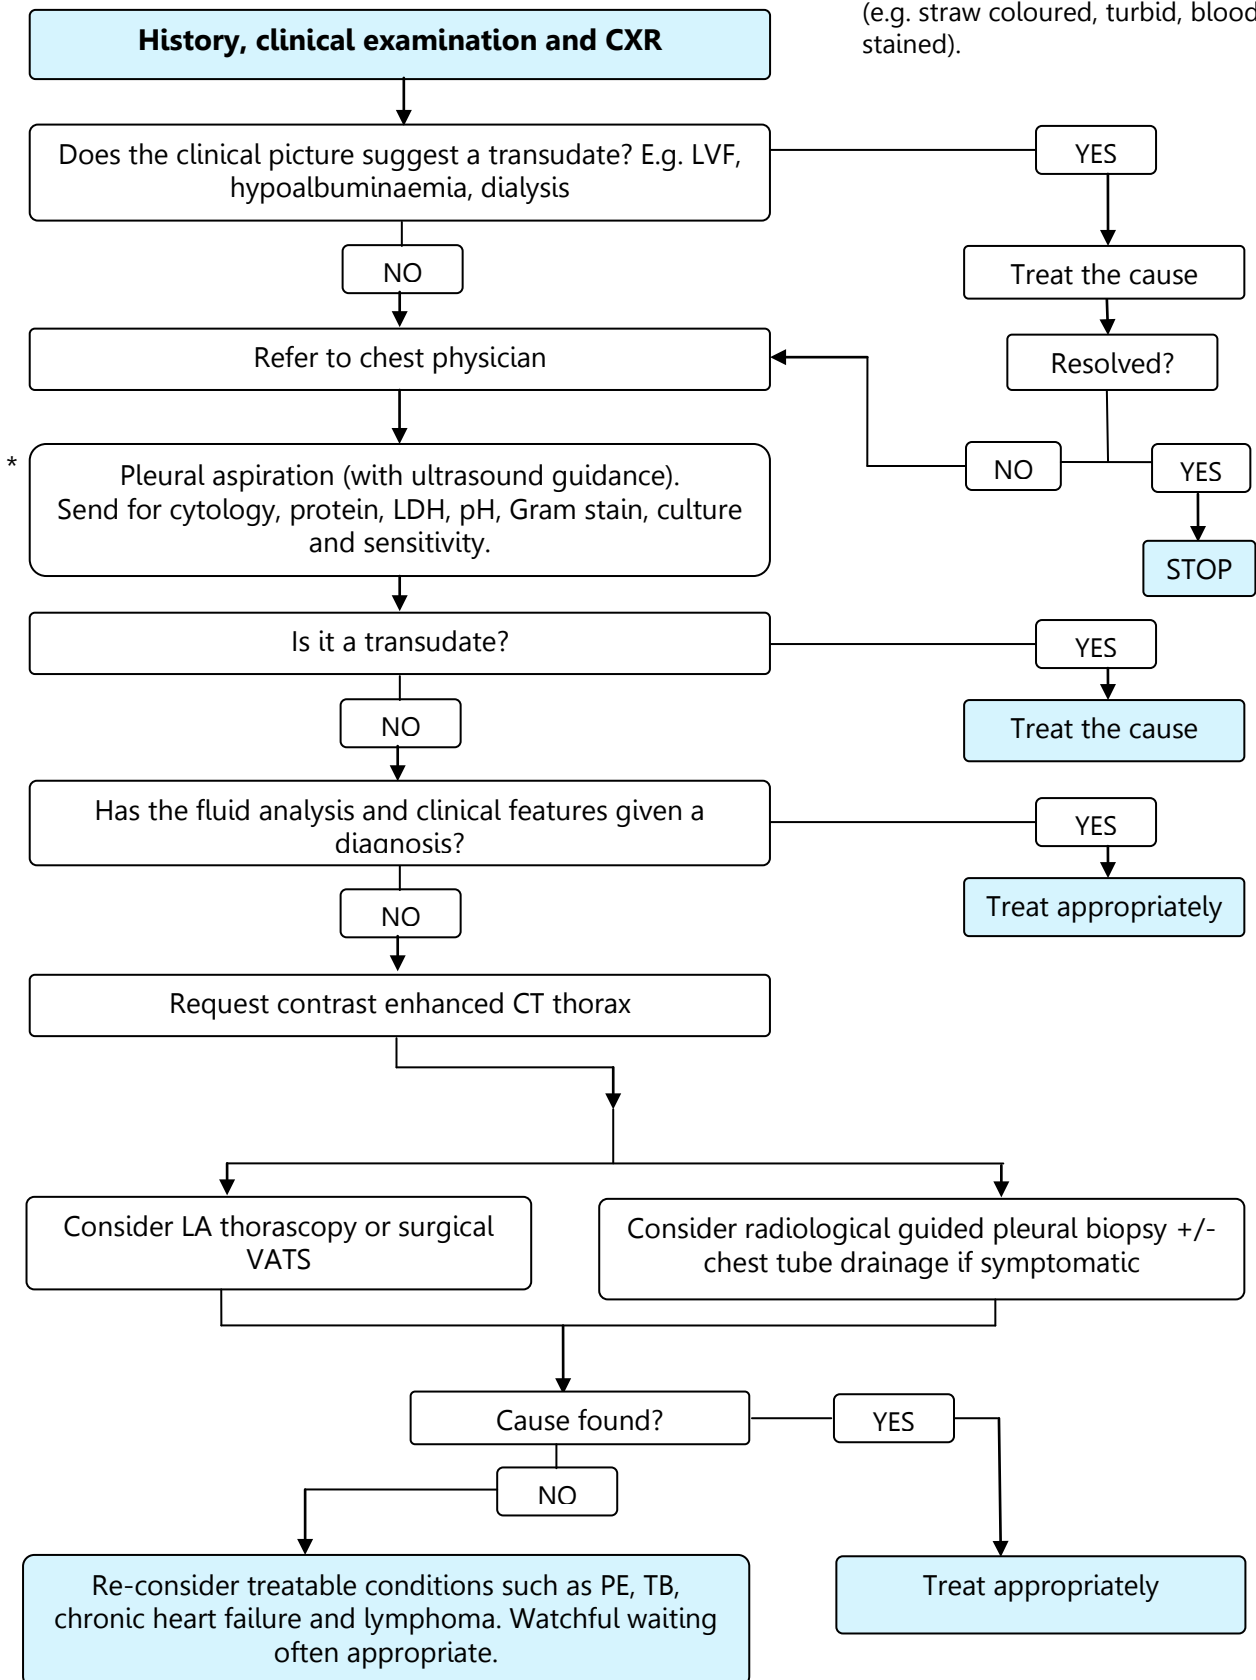 (e.g. straw coloured, turbid, blood
stained).
History, clinical examination and CXR
Does the clinical picture suggest a transudate? E.g. LVF,
hypoalbuminaemia, dialysis
YES
NO
Treat the cause
Refer to chest physician
Resolved?
NO
YES
*
Pleural aspiration (with ultrasound guidance).
Send for cytology, protein, LDH, pH, Gram stain, culture
and sensitivity.
STOP
Is it a transudate?
YES
NO
Treat the cause
Has the fluid analysis and clinical features given a
diagnosis?
YES
NO
Treat appropriately
Request contrast enhanced CT thorax
Consider LA thorascopy or surgical
VATS
Consider radiological guided pleural biopsy +/-
chest tube drainage if symptomatic
Cause found?
YES
NO
Re-consider treatable conditions such as PE, TB,
chronic heart failure and lymphoma. Watchful waiting
often appropriate.
Treat appropriately